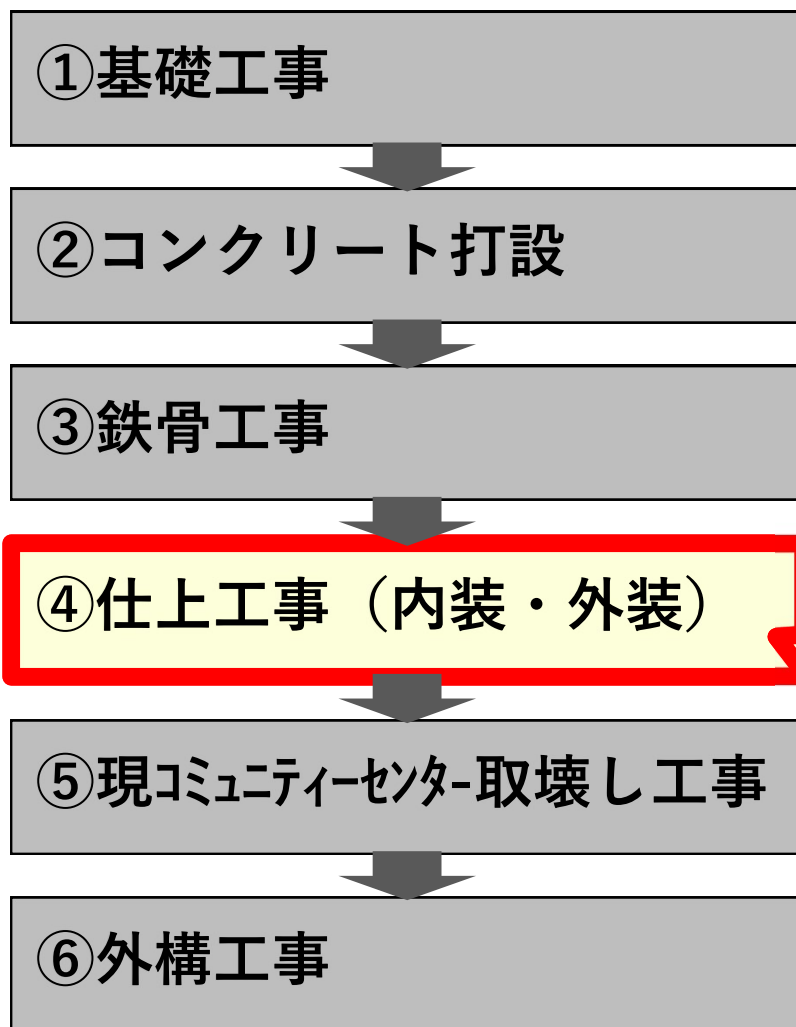 ①基礎工事
②コンクリート打設
③鉄骨工事
④仕上工事（内装・外装）
⑤現ｺﾐｭﾆﾃｨｰｾﾝﾀｰ取壊し工事
⑥外構工事